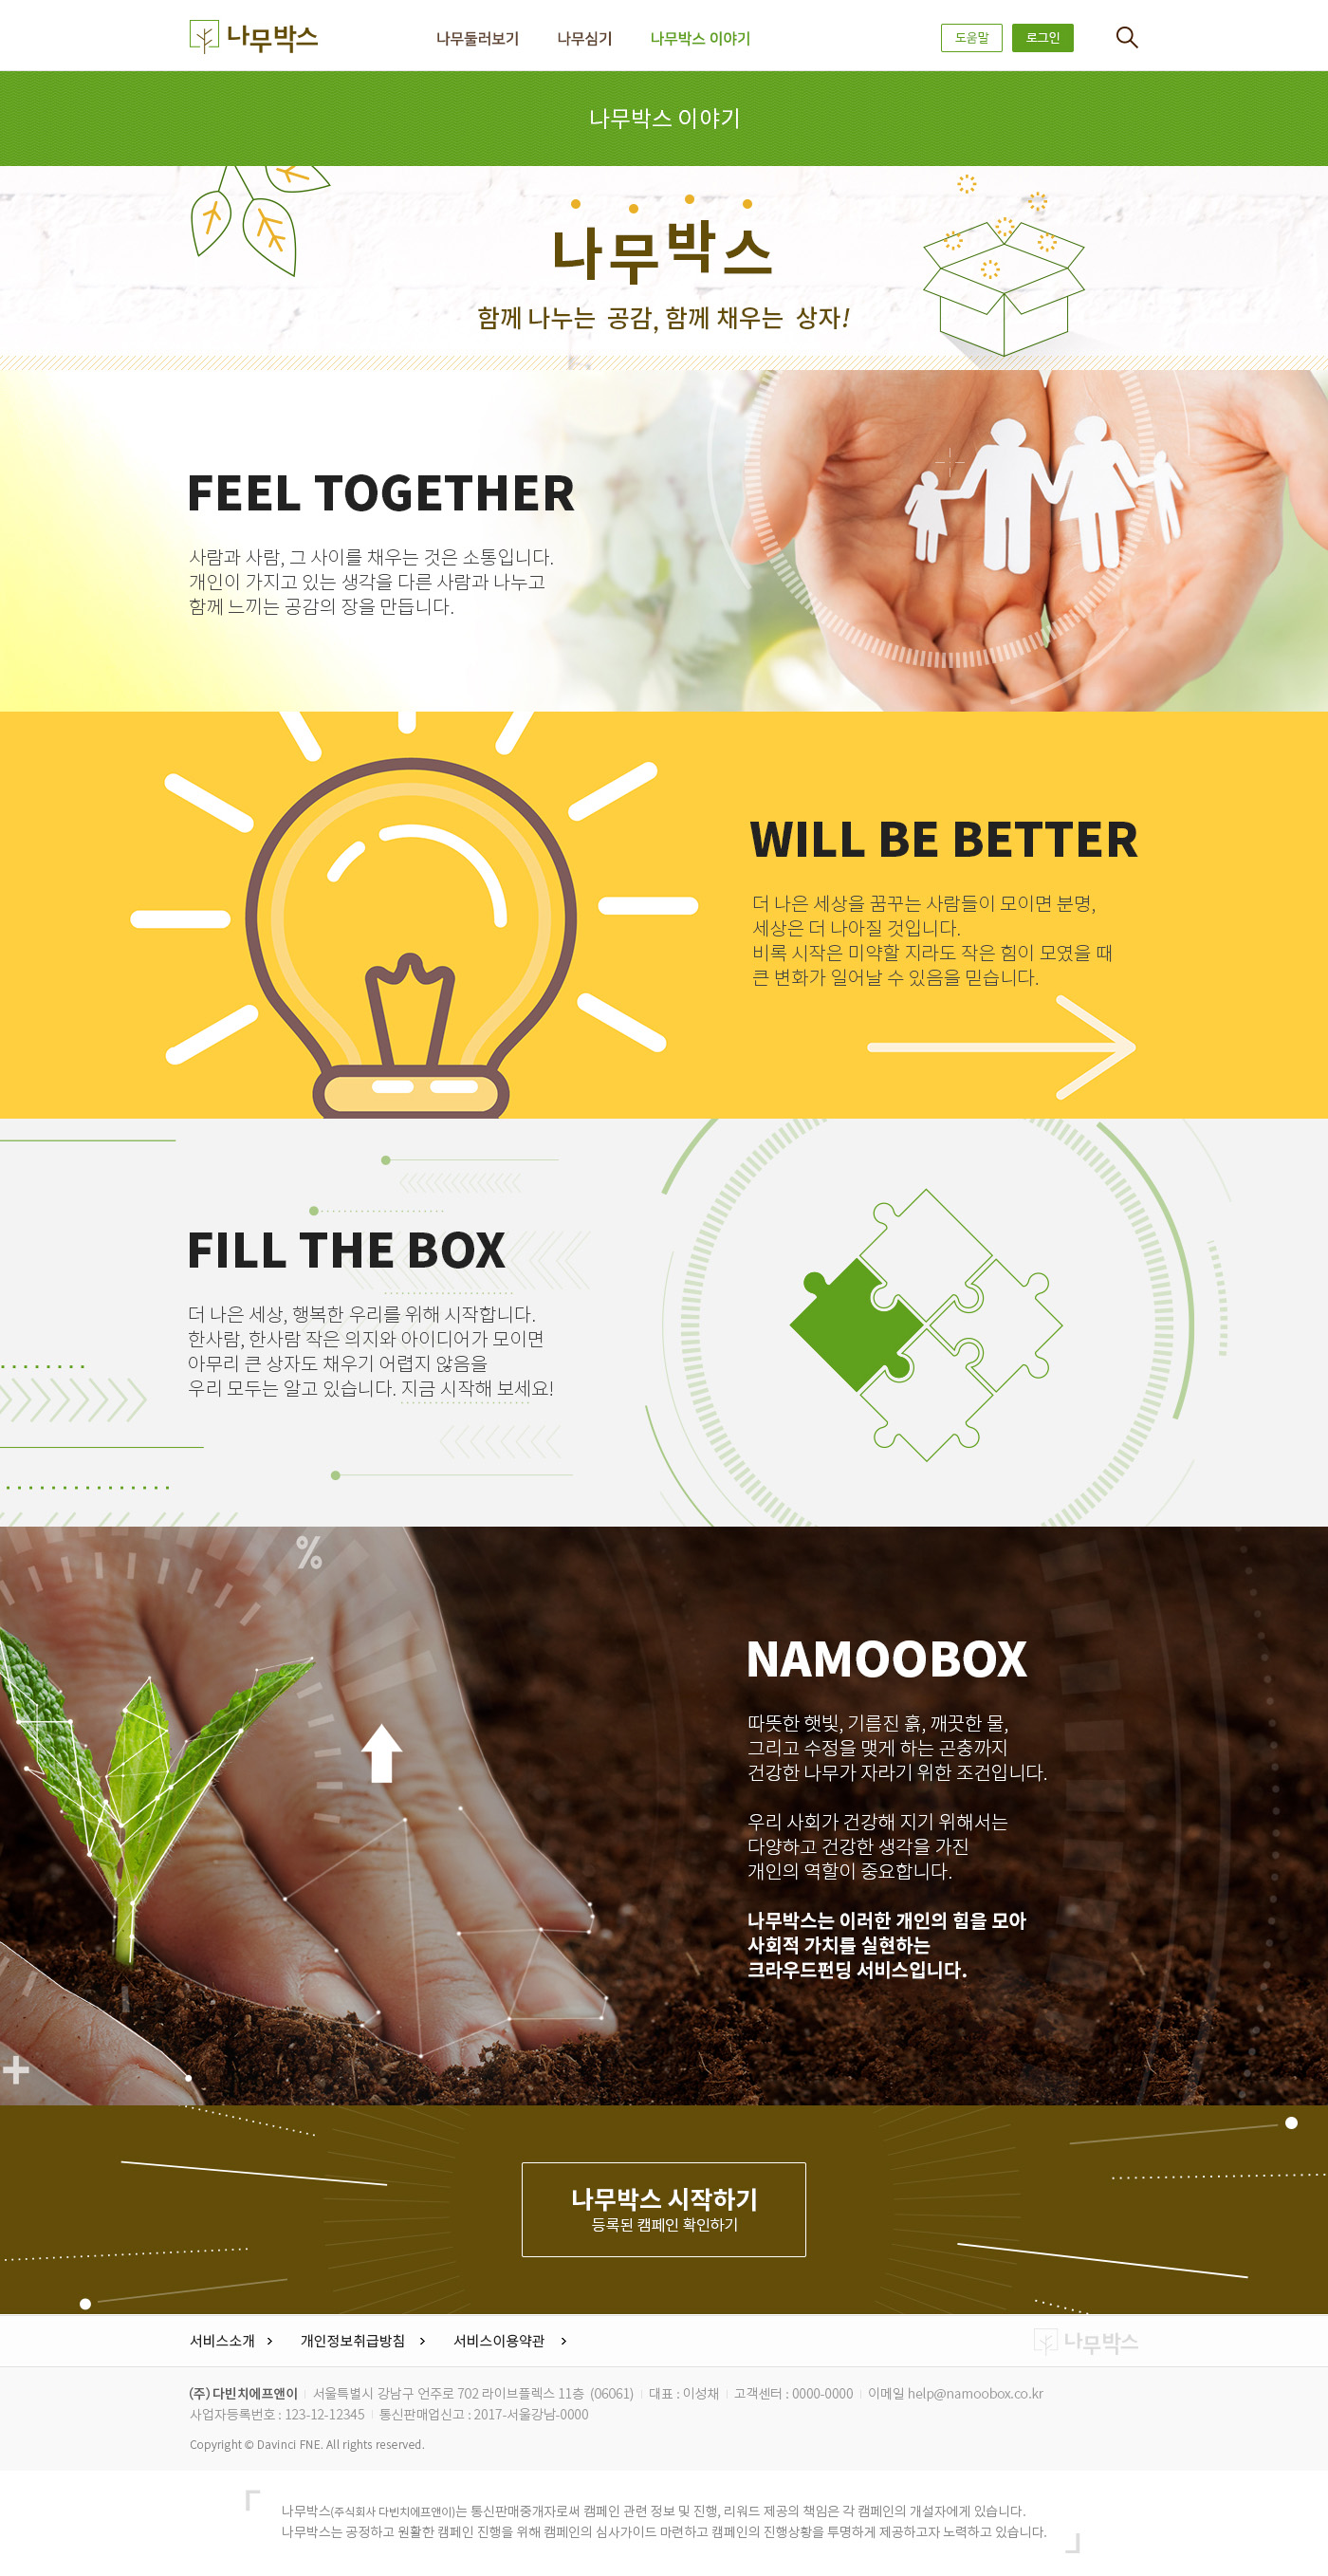 나무박스
나무둘러보기
나무심기
나무박스 이야기
도움말
로그인
나무박스 이야기
나무박스
함께 나누는 공감, 함께 채우는 상자!
FEEL TOGETHER
사람과 사람, 그 사이를 채우는 것은 소통입니다.
개인이 가지고 있는 생각을 다른 사람과 나누고
함께 느끼는 공감의 장을 만듭니다.
WILL BE BETTER
더 나은 세상을 꿈꾸는 사람들이 모이면 분명,
세상은 더 나아질 것입니다.
비록 시작은 미약할 지라도 작은 힘이 모였을 때
큰 변화가 일어날 수 있음을 믿습니다.
FILL THE BOX
더 나은 세상, 행복한 우리를 위해 시작합니다.
한사람, 한사람 작은 의지와 아이디어가 모이면
아무리 큰 상자도 채우기 어렵지 않음을
우리 모두는 알고 있습니다. 지금 시작해 보세요!
%
NAMOOBOX
따뜻한 햇빛, 기름진 흙, 깨끗한 물,
그리고 수정을 맺게 하는 곤충까지
건강한 나무가 자라기 위한 조건입니다.
우리 사회가 건강해 지기 위해서는
다양하고 건강한 생각을 가진
개인의 역할이 중요합니다.
나무박스는 이러한 개인의 힘을 모아
사회적 가치를 실현하는
크라우드펀딩 서비스입니다.
+
나무박스 시작하기
등록된 캠페인 확인하기
서비스소개
개인정보취급방침
서비스이용약관
나무박스
(주)다빈치에프앤이 | 서울특별시 강남구 언주로 702 라이브플렉스 11층 (06061) | 대표 : 이성채 | 고객센터 : 0000-0000 | 이메일 help@namoobox.co.kr
사업자등록번호 : 123-12-12345 | 통신판매업신고 : 2017-서울강남-0000
Copyright © Davinci FNE. All rights reserved.
「나무박스(주식회사 다빈치에프앤이)는 통신판매중개자로써 캠페인 관련 정보 및 진행, 리워드 제공의 책임은 각 캠페인의 개설자에게 있습니다.
나무박스는 공정하고 원활한 캠페인 진행을 위해 캠페인의 심사가이드 마련하고 캠페인의 진행상황을 투명하게 제공하고자 노력하고 있습니다.」